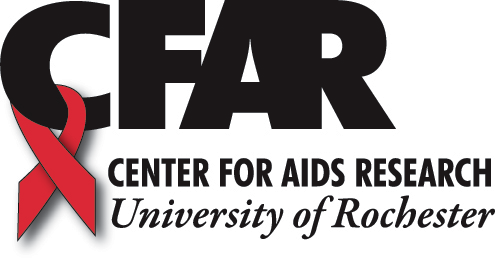 CFAR
CENTER FOR AIDS RESEARCH
University of Rochester